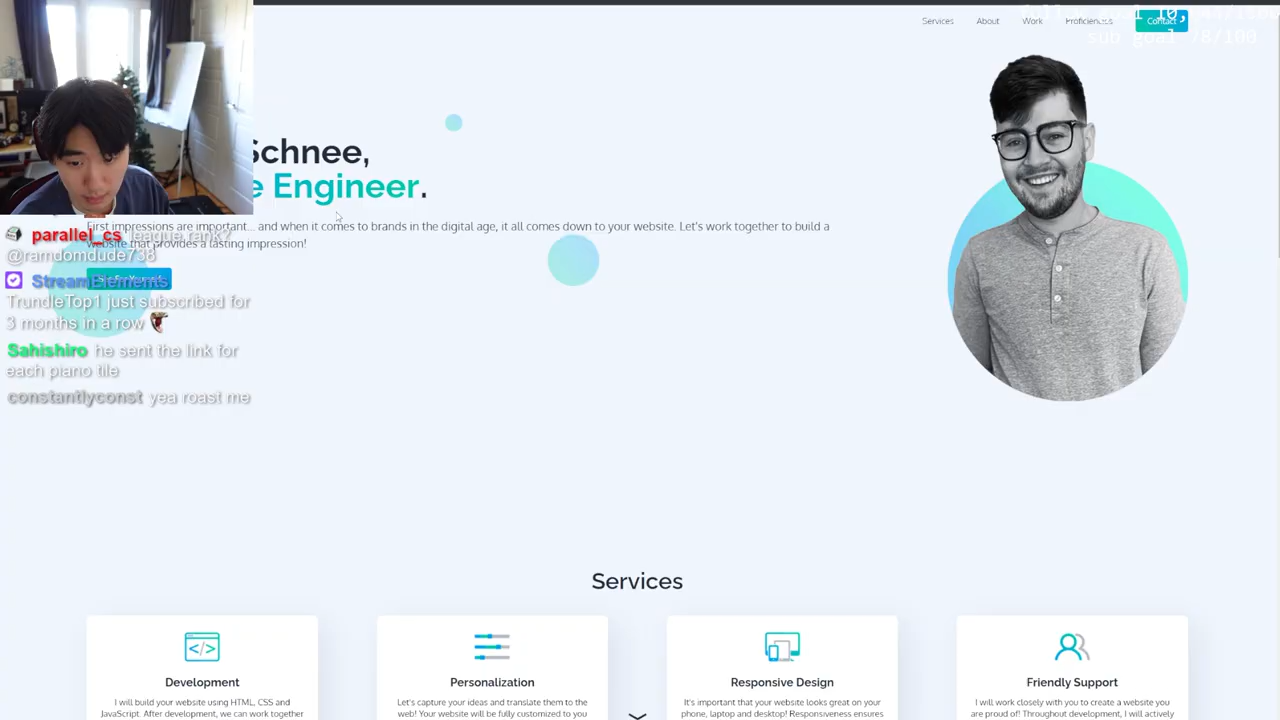 Services About Work Proficiencies Contact
sub goal 78/100
Schnee,
e Engineer.
First impressions are important... and when it comes to brands in the digital age, it all comes down to your website. Let's work together to build a
website that provides a lasting impression!
parallel_cs league rank?
@ramdomdude738
StreamElements
TrundleTop1 just subscribed for
3 months in a row
Sahishiro he sent the link for
each piano tile
constantlyconst yea roast me
Services
Development
I will build your website using HTML, CSS and
JavaScript. After development, we can work together
Personalization
Let's capture your ideas and translate them to the
web! Your website will be fully customized to you
Responsive Design
It's important that your website looks great on your
phone, laptop and desktop! Responsiveness ensures
Friendly Support
I will work closely with you to create a website you
are proud of! Throughout development, I will actively